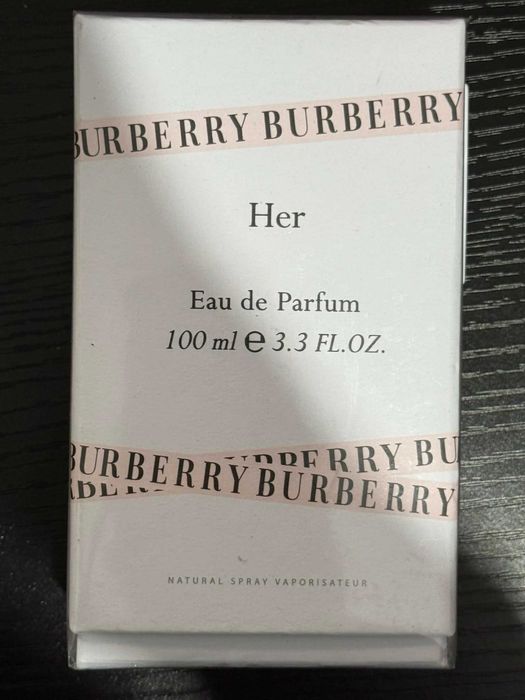 BURBERRY BURBERRY
Her
Eau de Parfum
100 ml ℮ 3.3 FL.OZ.
BURBERRY BU
BURBERRY BURBERRY
NATURAL SPRAY VAPORISATEUR